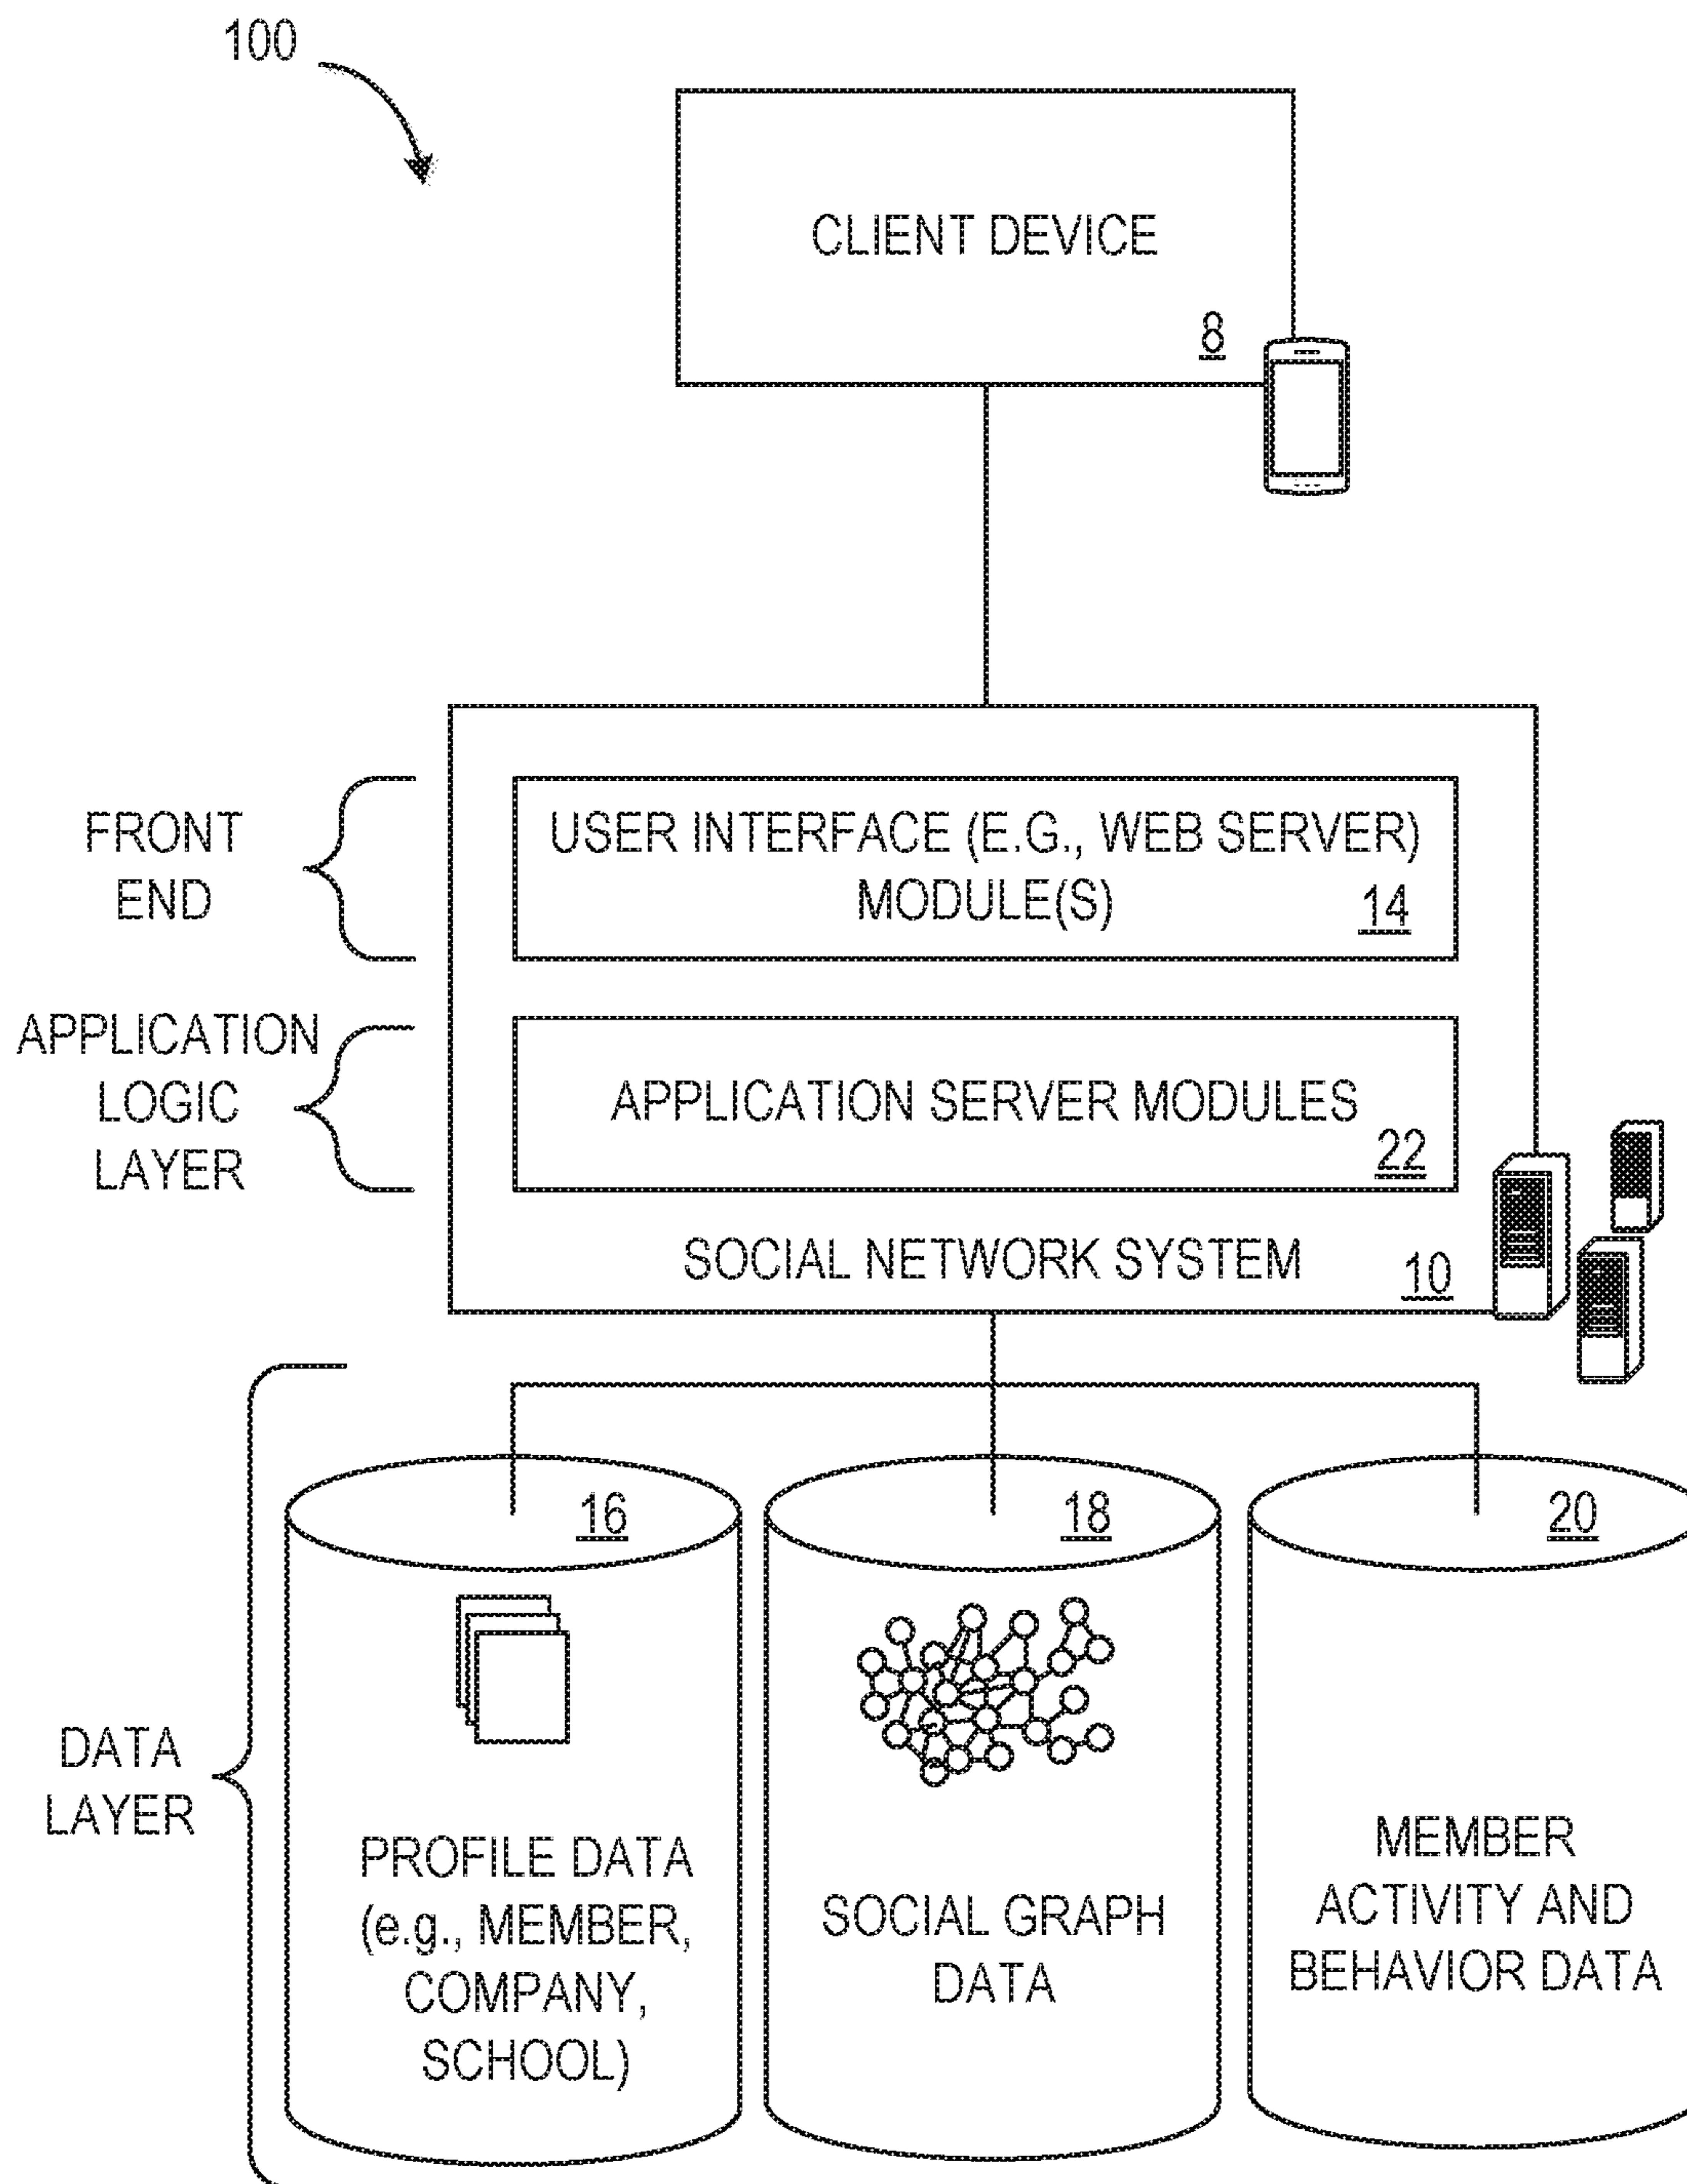 100
CLIENT DEVICE
8
FRONT
END
USER INTERFACE (E.G., WEB SERVER)
MODULE(S)
14
APPLICATION
LOGIC
LAYER
APPLICATION SERVER MODULES
22
SOCIAL NETWORK SYSTEM
10
DATA
LAYER
16
PROFILE DATA
(e.g., MEMBER,
COMPANY,
SCHOOL)
18
SOCIAL GRAPH
DATA
20
MEMBER
ACTIVITY AND
BEHAVIOR DATA